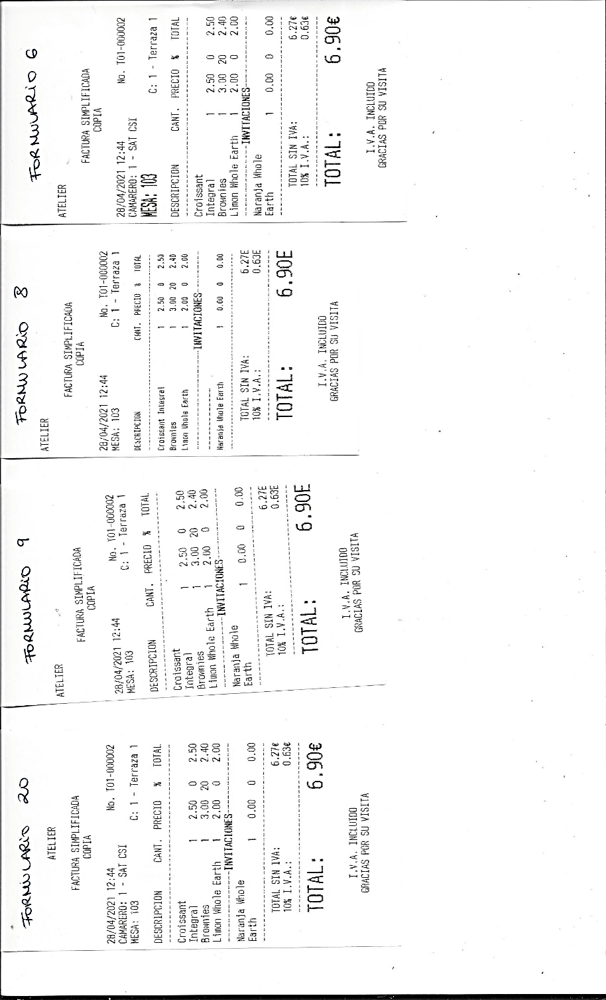 FORMULARIO 6
ATELIER
FACTURA SIMPLIFICADA
COPIA
28/04/2021 12:44 No. T01-000002
CAMARERO: 1 - SAT CSI
MESA: 103 C: 1 - Terraza 1
DESCRIPCION CANT. PRECIO % TOTAL
Croissant
Integral 1 2.50 0 2.50
Brownies 1 3.00 20 2.40
Limon Whole Earth 1 2.00 0 2.00
INVITACIONES
Naranja Whole
Earth 1 0.00 0 0.00
TOTAL SIN IVA: 6.27€
10% I.V.A.: 0.63€
TOTAL: 6.90€
I.V.A. INCLUIDO
GRACIAS POR SU VISITA
FORMULARIO 8
ATELIER
FACTURA SIMPLIFICADA
COPIA
28/04/2021 12:44 No. T01-000002
MESA: 103 C: 1 - Terraza 1
DESCRIPCION CANT. PRECIO % TOTAL
Croissant Integral 1 2.50 0 2.50
Brownies 1 3.00 20 2.40
Limon Whole Earth 1 2.00 0 2.00
INVITACIONES
Naranja Whole Earth 1 0.00 0 0.00
TOTAL SIN IVA: 6.27E
10% I.V.A.: 0.63E
TOTAL: 6.90E
I.V.A. INCLUIDO
GRACIAS POR SU VISITA
FORMULARIO 9
ATELIER
FACTURA SIMPLIFICADA
COPIA
28/04/2021 12:44 No. T01-000002
MESA: 103 C: 1 - Terraza 1
DESCRIPCION CANT. PRECIO % TOTAL
Croissant
Integral 1 2.50 0 2.50
Brownies 1 3.00 20 2.40
Limon Whole Earth 1 2.00 0 2.00
INVITACIONES
Naranja Whole
Earth 1 0.00 0 0.00
TOTAL SIN IVA: 6.27E
10% I.V.A.: 0.63E
TOTAL: 6.90E
I.V.A. INCLUIDO
GRACIAS POR SU VISITA
FORMULARIO 20
ATELIER
FACTURA SIMPLIFICADA
COPIA
28/04/2021 12:44 No. T01-000002
CAMARERO: 1 - SAT CSI
MESA: 103 C: 1 - Terraza 1
DESCRIPCION CANT. PRECIO % TOTAL
Croissant
Integral 1 2.50 0 2.50
Brownies 1 3.00 20 2.40
Limon Whole Earth 1 2.00 0 2.00
INVITACIONES
Naranja Whole
Earth 1 0.00 0 0.00
TOTAL SIN IVA: 6.27€
10% I.V.A.: 0.63€
TOTAL: 6.90€
I.V.A. INCLUIDO
GRACIAS POR SU VISITA